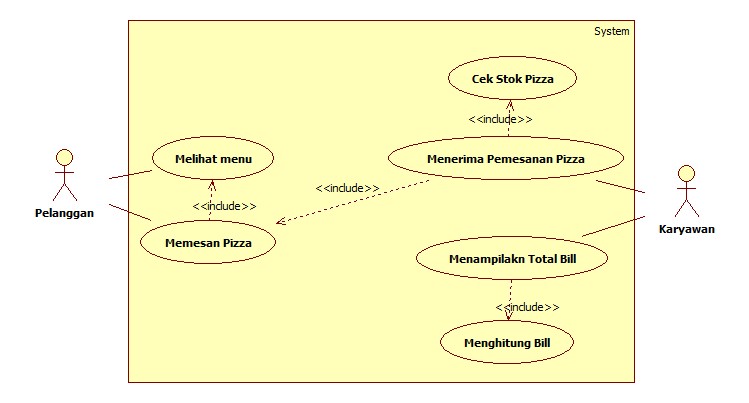 System
Cek Stok Pizza
<<include>>
Melihat menu
Menerima Pemesanan Pizza
<<include>>
Pelanggan
<<include>>
Karyawan
Memesan Pizza
Menampilakn Total Bill
<<include>>
Menghitung Bill